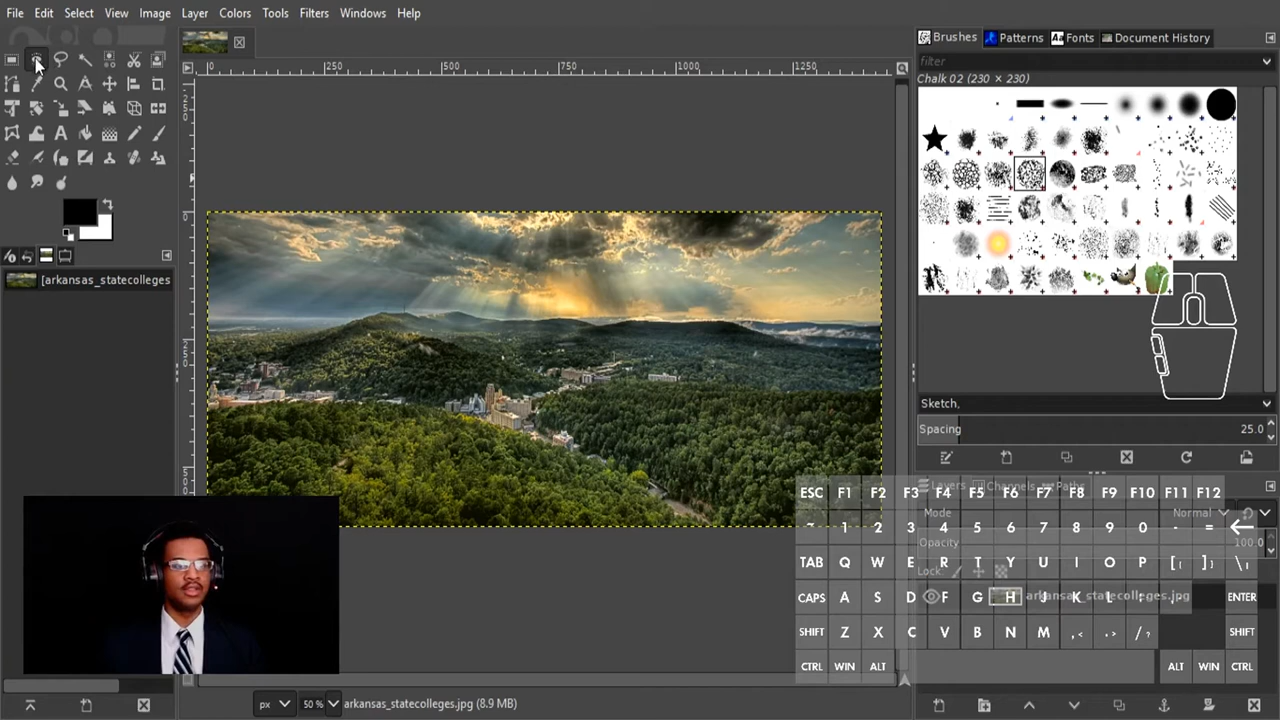 File Edit Select View Image Layer Colors Tools Filters Windows Help
0 250 500 750 1000 1250
Brushes Patterns Fonts Document History
filter
Chalk 02 (230 × 230)
[arkansas_statecolleges
Sketch,
Spacing 25.0
Layers Channels Paths
Mode Normal
Opacity 100.0
Lock:
arkansas_statecolleges.jpg
ESC F1 F2 F3 F4 F5 F6 F7 F8 F9 F10 F11 F12
~ 1 2 3 4 5 6 7 8 9 0 - =
TAB Q W E R T Y U I O P [{ ]} \|
CAPS A S D F G H J K L ENTER
SHIFT Z X C V B N M ,< .> /? SHIFT
CTRL WIN ALT ALT WIN CTRL
px 50 % arkansas_statecolleges.jpg (8.9 MB)